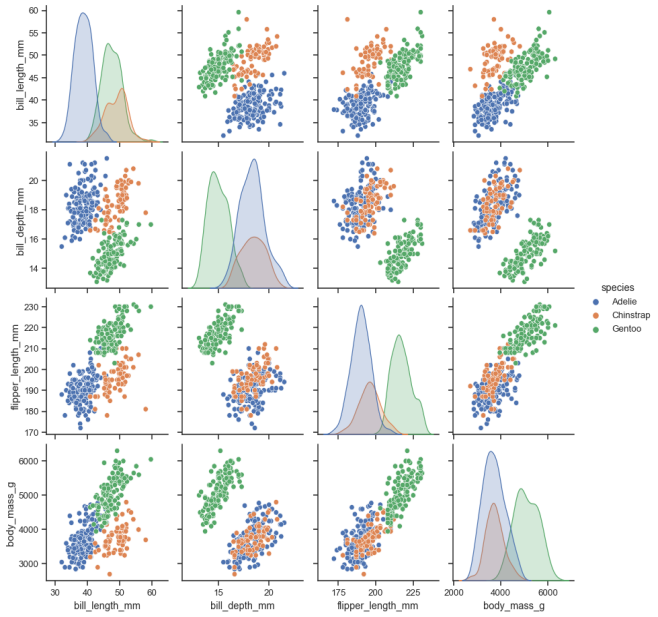 60
55
50
45
40
35
bill_length_mm
20
18
16
14
bill_depth_mm
species
Adelie
Chinstrap
Gentoo
230
220
210
200
190
180
170
flipper_length_mm
6000
5000
4000
3000
body_mass_g
30 40 50 60
15 20
175 200 225
2000 4000 6000
bill_length_mm bill_depth_mm flipper_length_mm body_mass_g